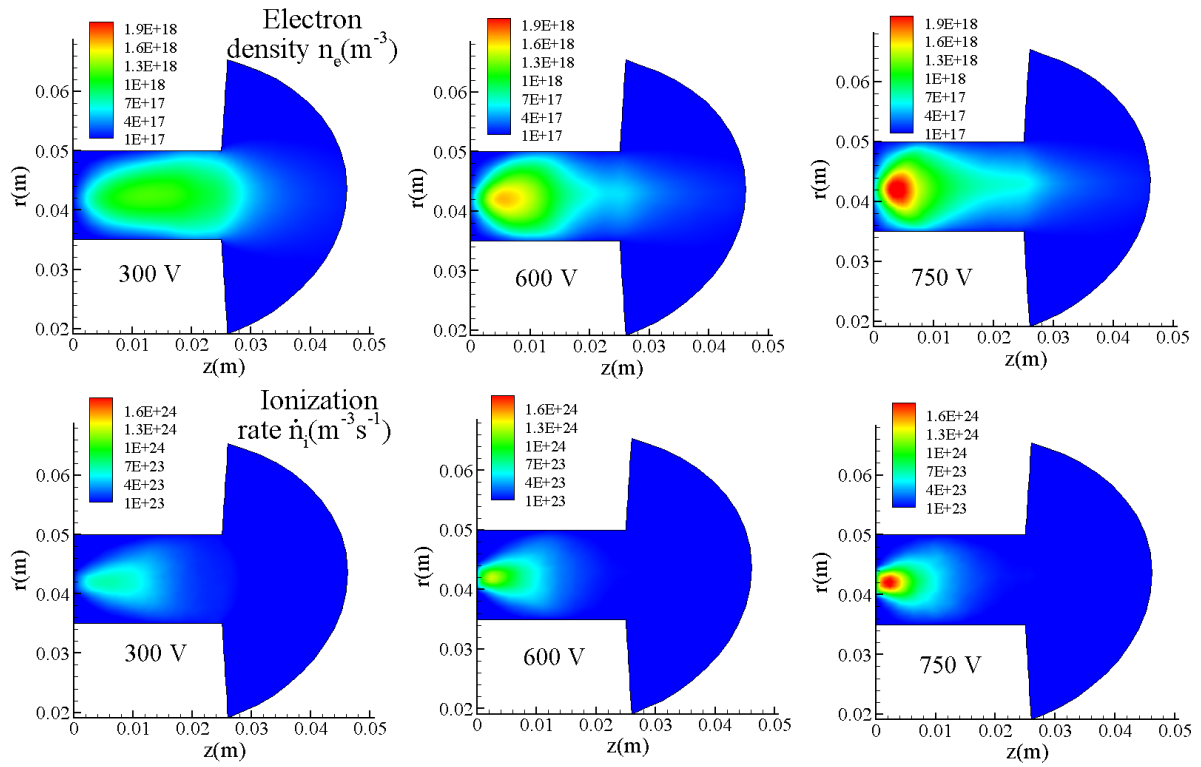 Electron
density nₑ(m⁻³)
1.9E+18
1.6E+18
1.3E+18
1E+18
7E+17
4E+17
1E+17
r(m)
0.06
0.05
0.04
0.03
0.02
300 V
0 0.01 0.02 0.03 0.04 0.05
z(m)
1.9E+18
1.6E+18
1.3E+18
1E+18
7E+17
4E+17
1E+17
r(m)
0.06
0.05
0.04
0.03
0.02
600 V
0 0.01 0.02 0.03 0.04 0.05
z(m)
1.9E+18
1.6E+18
1.3E+18
1E+18
7E+17
4E+17
1E+17
r(m)
0.06
0.05
0.04
0.03
0.02
750 V
0 0.01 0.02 0.03 0.04 0.05
z(m)
Ionization
rate ṅᵢ(m⁻³s⁻¹)
1.6E+24
1.3E+24
1E+24
7E+23
4E+23
1E+23
r(m)
0.06
0.05
0.04
0.03
0.02
300 V
0 0.01 0.02 0.03 0.04 0.05
z(m)
1.6E+24
1.3E+24
1E+24
7E+23
4E+23
1E+23
r(m)
0.06
0.05
0.04
0.03
0.02
600 V
0 0.01 0.02 0.03 0.04 0.05
z(m)
1.6E+24
1.3E+24
1E+24
7E+23
4E+23
1E+23
r(m)
0.06
0.05
0.04
0.03
0.02
750 V
0 0.01 0.02 0.03 0.04 0.05
z(m)